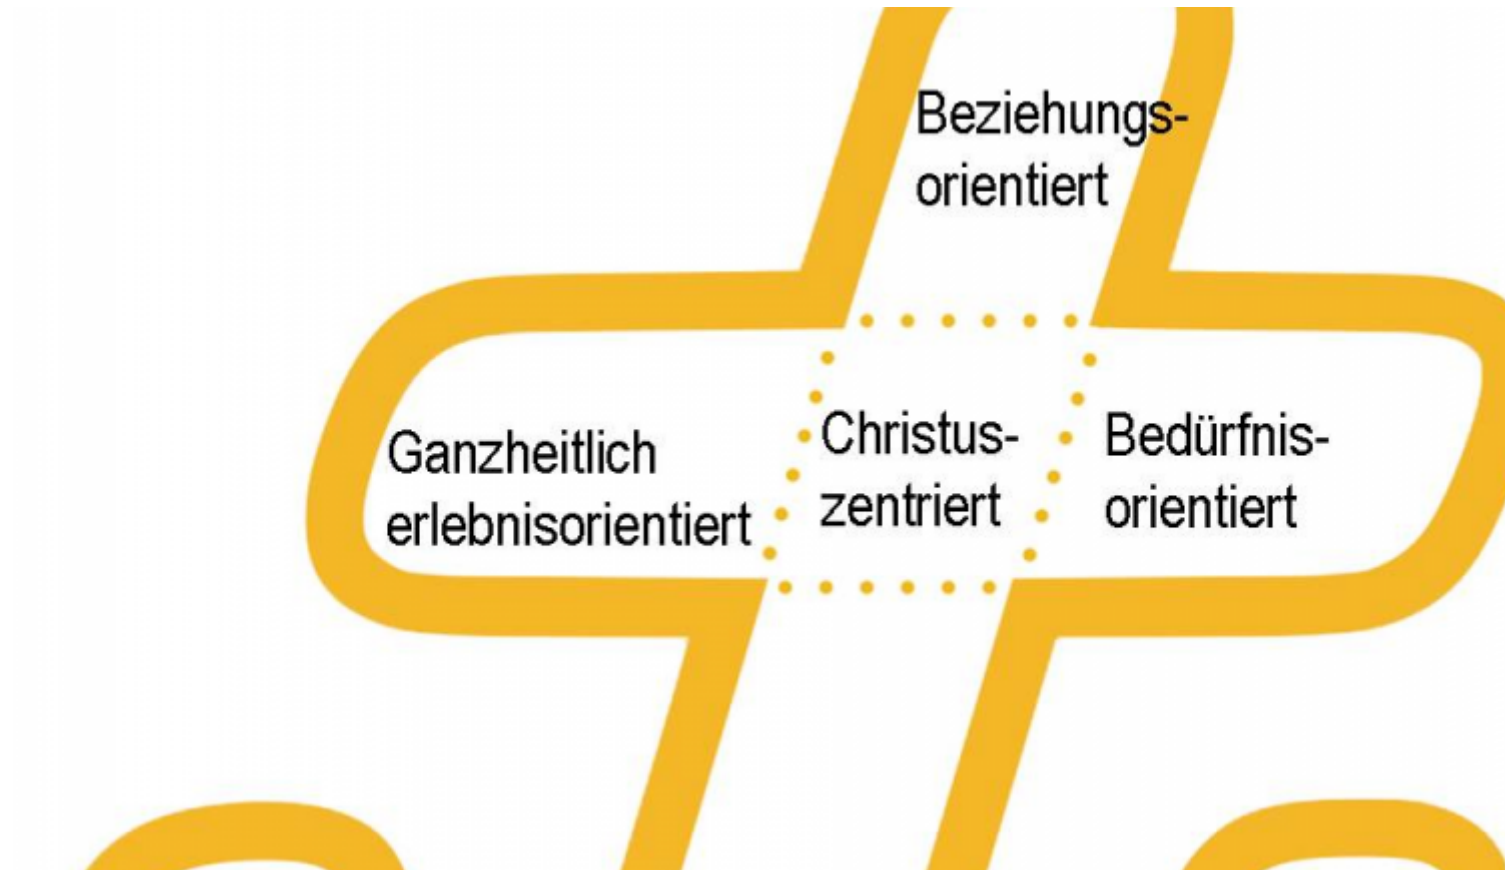 Beziehungs-
orientiert
Ganzheitlich
erlebnisorientiert
Christus-
zentriert
Bedürfnis-
orientiert